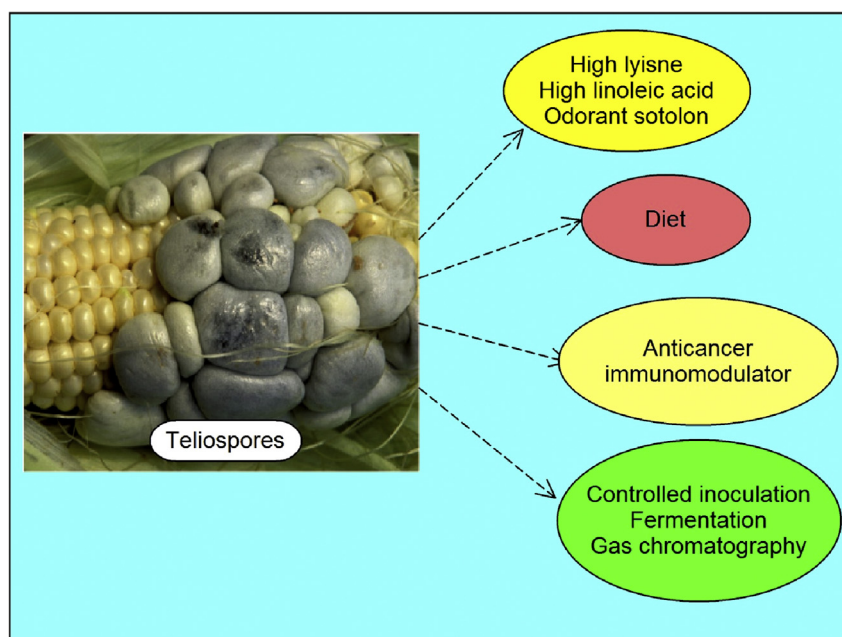 High lyisne
High linoleic acid
Odorant sotolon
Diet
Anticancer
immunomodulator
Teliospores
Controlled inoculation
Fermentation
Gas chromatography